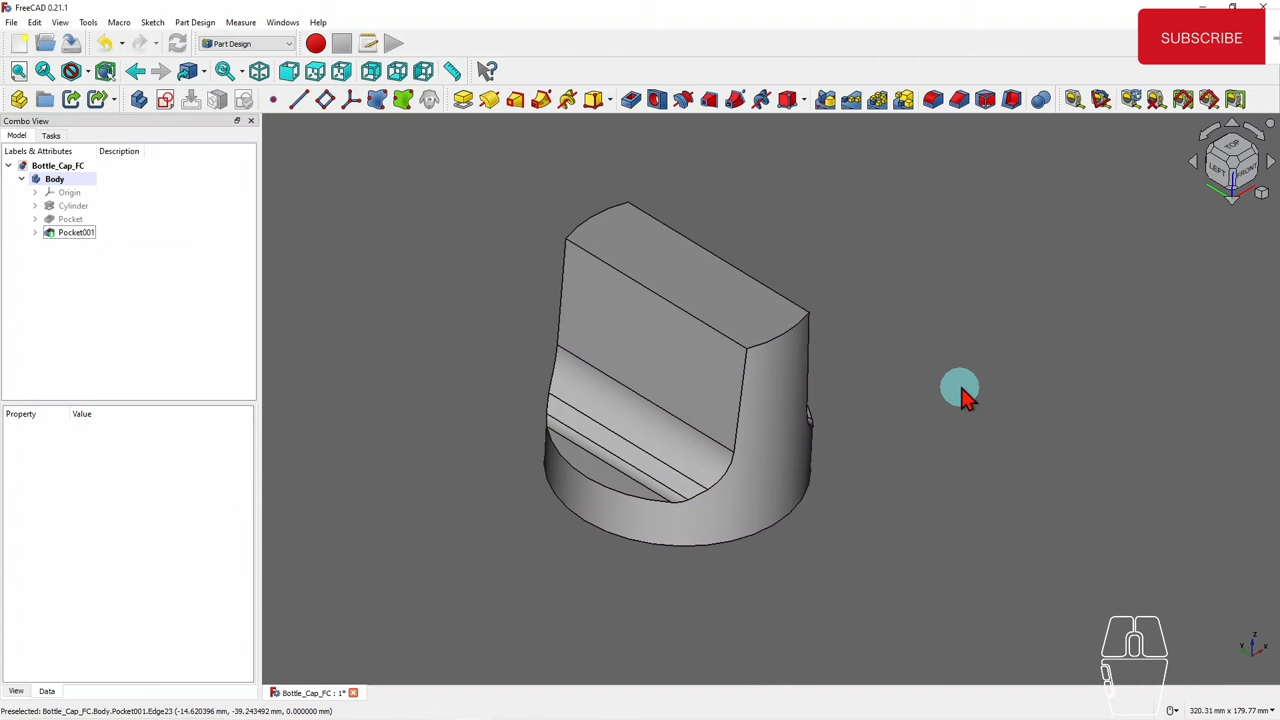 FreeCAD 0.21.1
File Edit View Tools Macro Sketch Part Design Measure Windows Help
SUBSCRIBE
Part Design
Combo View
Model Tasks
Labels & Attributes Description
Bottle_Cap_FC
Body
Origin
Cylinder
Pocket
Pocket001
TOP
LEFT FRONT
Property Value
Z
Y X
View Data
Bottle_Cap_FC : 1*
Preselected: Bottle_Cap_FC.Body.Pocket001.Edge23 (-14.620396 mm, -39.243492 mm, 0.000000 mm)
320.31 mm x 179.77 mm